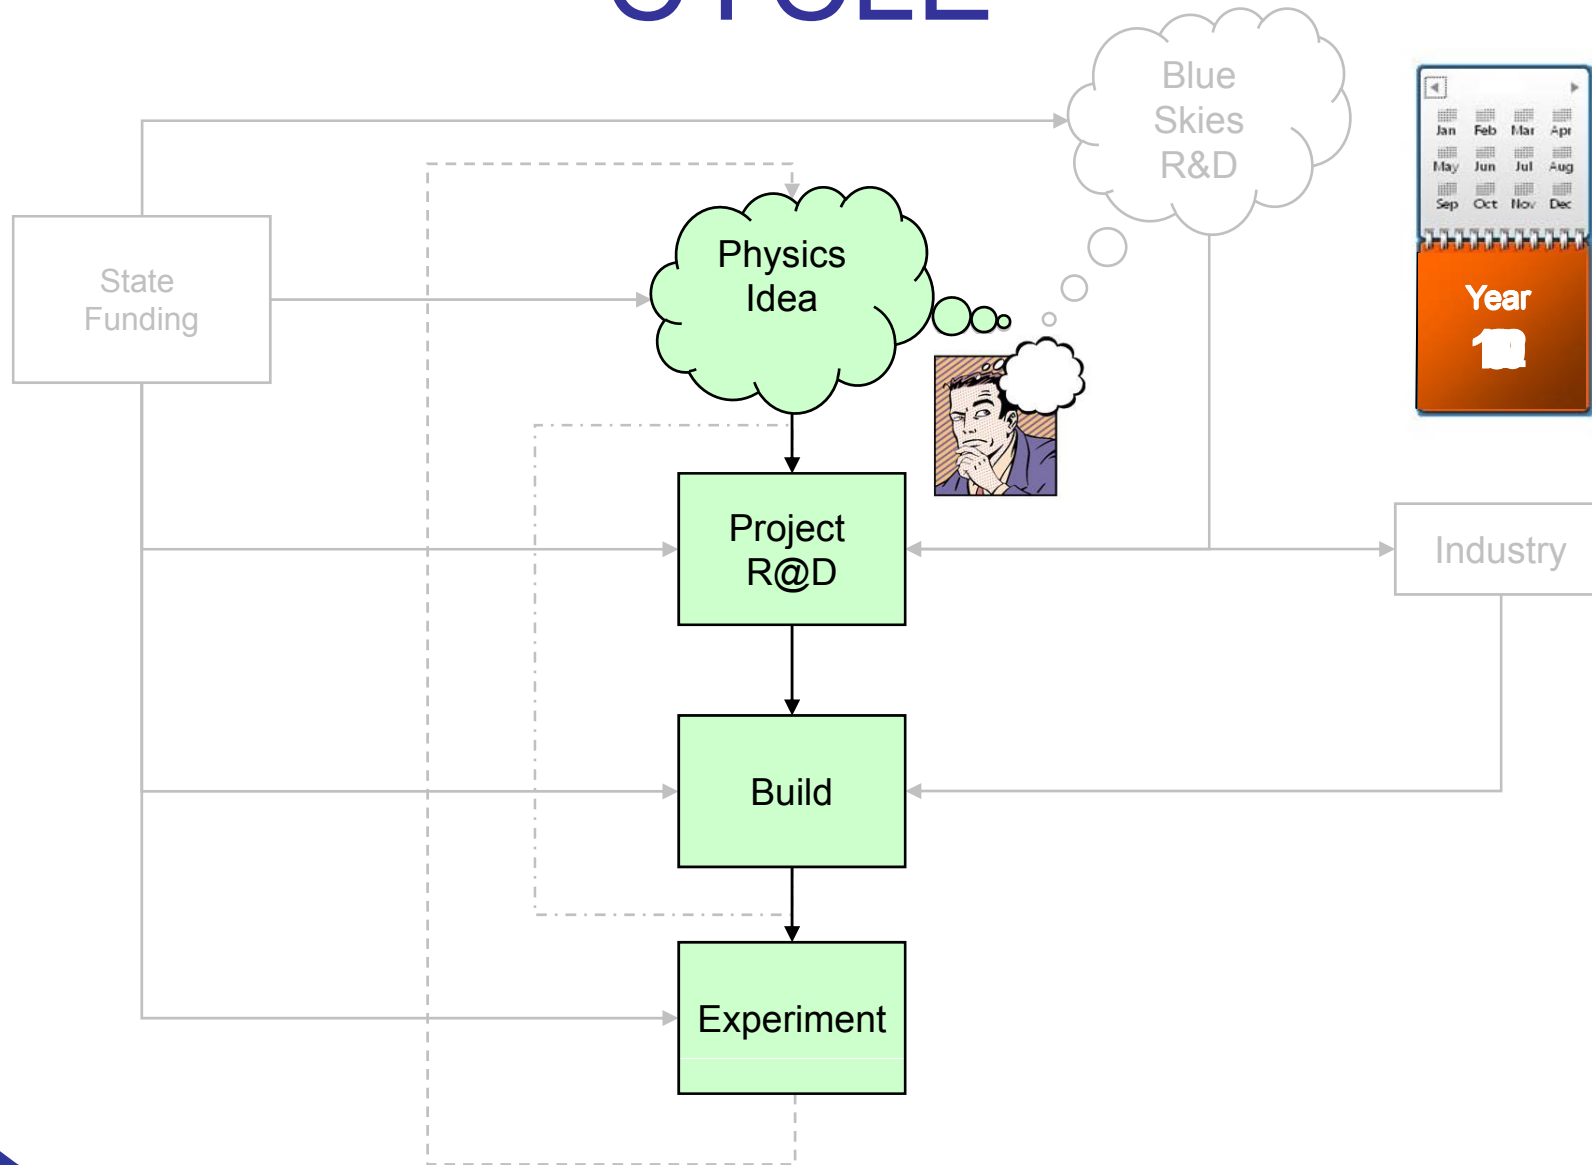 CYCLE
Blue
Skies
R&D
Jan Feb Mar Apr
May Jun Jul Aug
Sep Oct Nov Dec
Physics
Idea
State
Funding
Year
Project
R@D
Industry
Build
Experiment